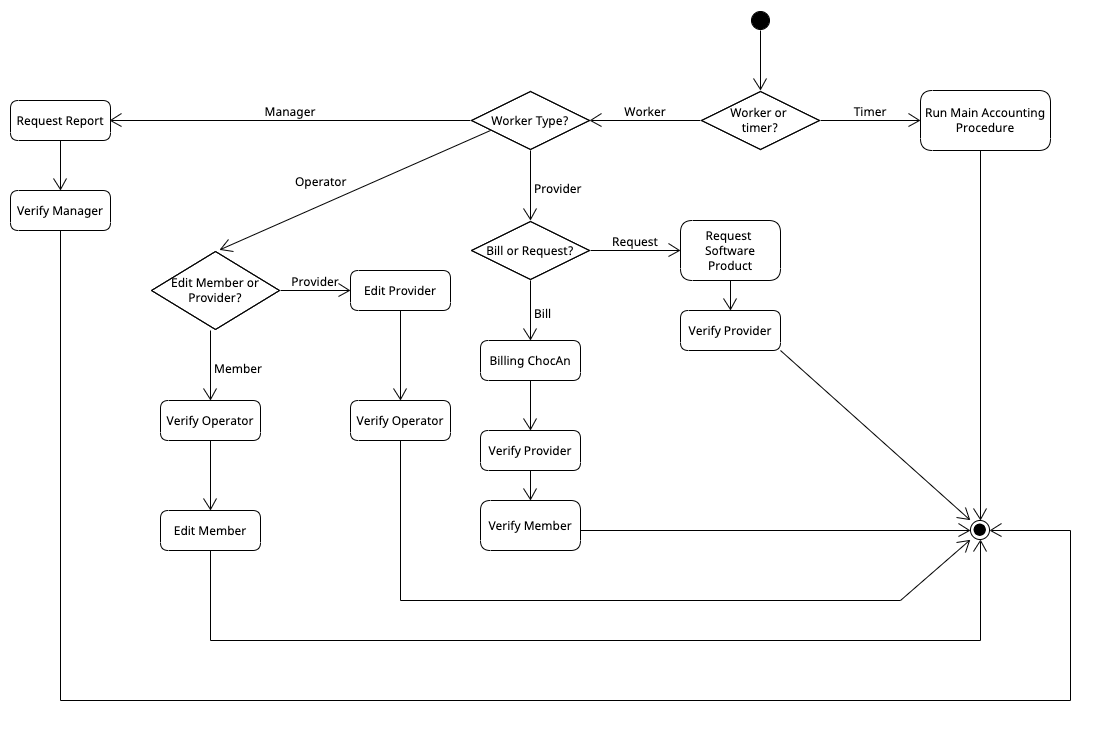 Manager
Worker
Timer
Request Report
Worker Type?
Worker or
timer?
Run Main Accounting
Procedure
Operator
Provider
Verify Manager
Bill or Request?
Request
Request
Software
Product
Edit Member or
Provider?
Provider
Edit Provider
Bill
Verify Provider
Member
Billing ChocAn
Verify Operator
Verify Operator
Verify Provider
Edit Member
Verify Member